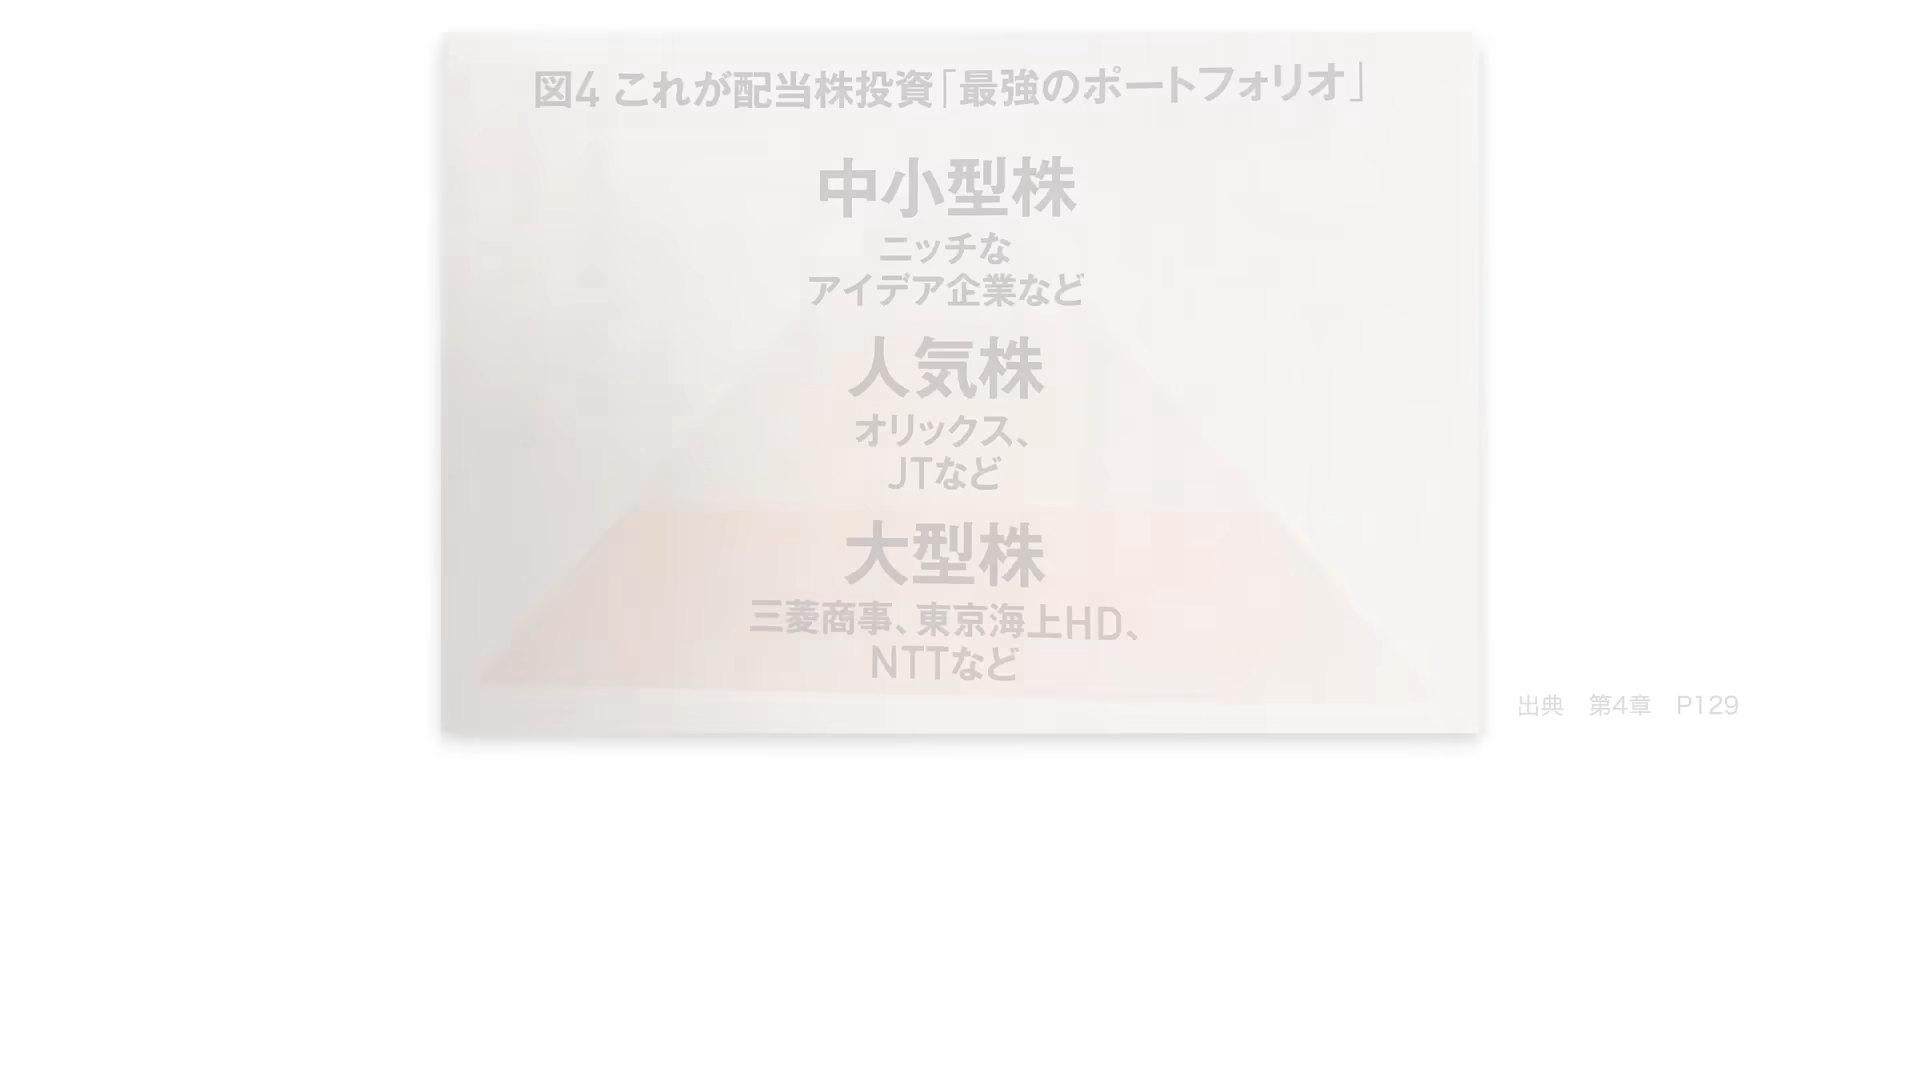 図4 これが配当株投資「最強のポートフォリオ」
中小型株
ニッチな
アイデア企業など
人気株
オリックス、
JTなど
大型株
三菱商事、東京海上HD、
NTTなど
出典　第4章　P129